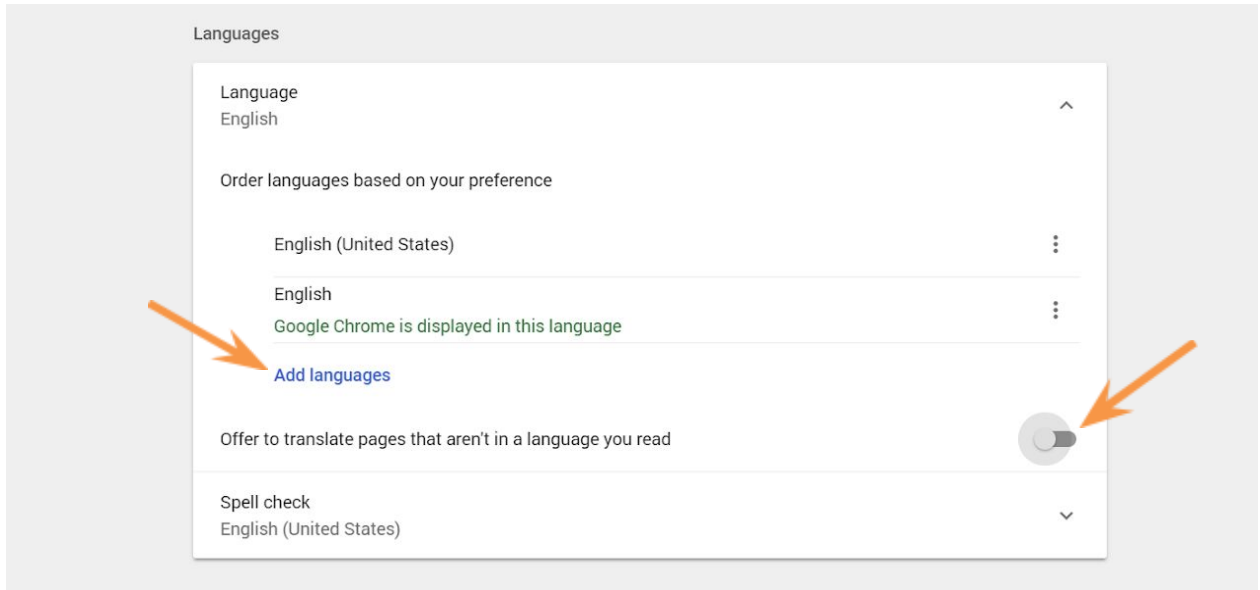 Languages
Language
English
Order languages based on your preference
English (United States)
English
Google Chrome is displayed in this language
Add languages
Offer to translate pages that aren't in a language you read
Spell check
English (United States)